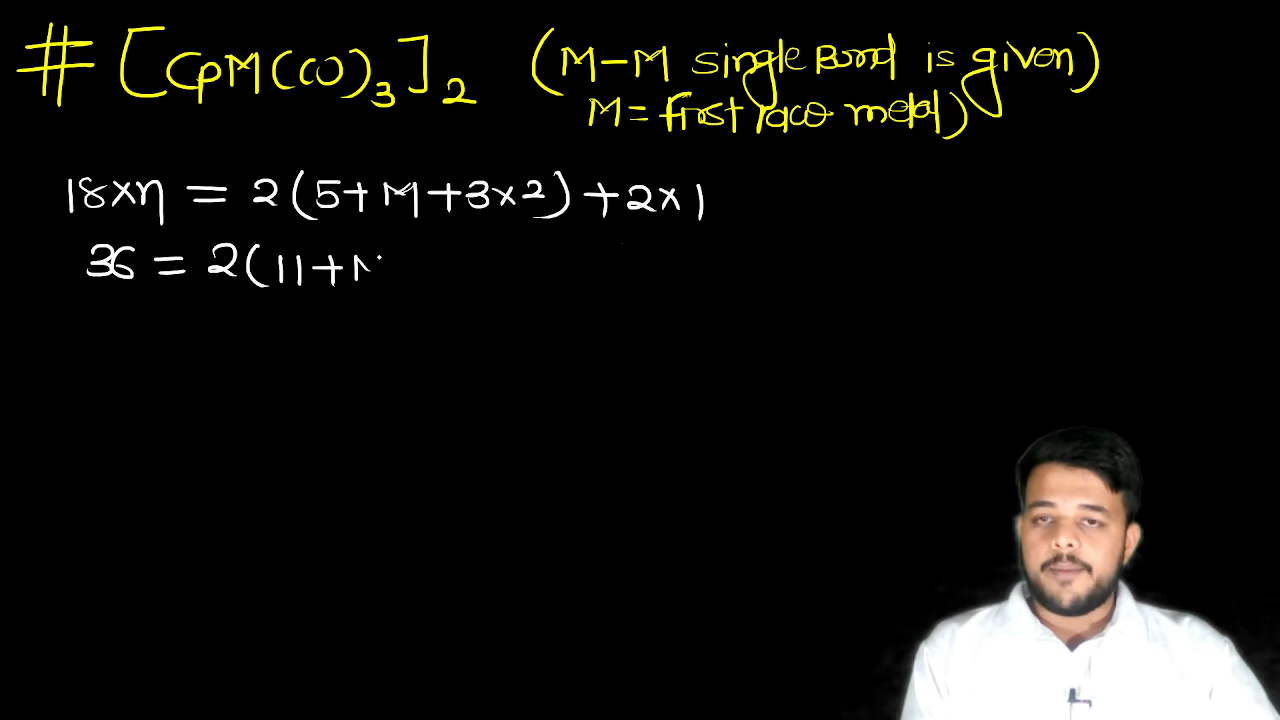 # [CpM(CO)₃]₂ (M–M single Bond is given)
M = first row metal)
18×η = 2(5+M+3×2)+2×1
36 = 2(11+M